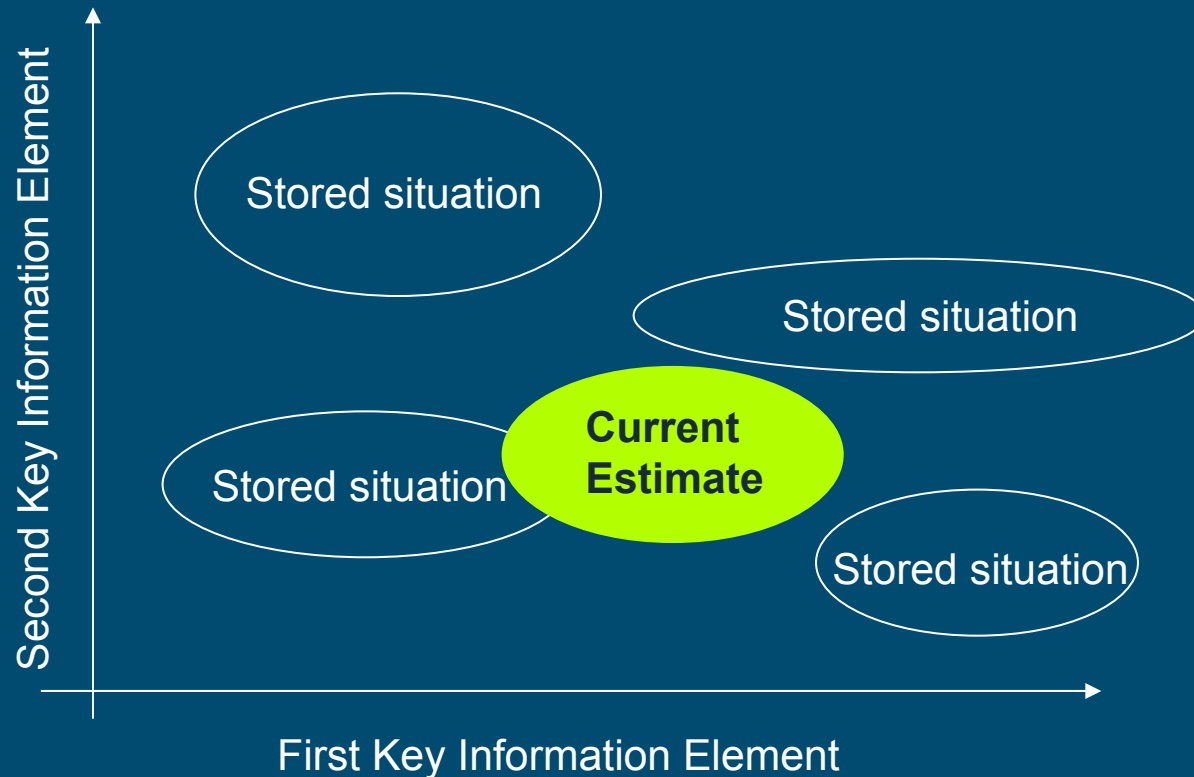 Second Key Information Element
Stored situation
Stored situation
Current
Estimate
Stored situation
Stored situation
First Key Information Element